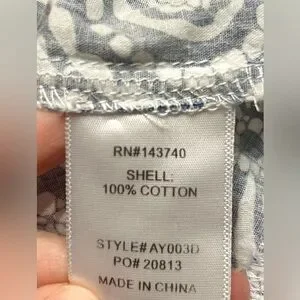 RN#143740
SHELL:
100% COTTON
STYLE# AY003D
PO# 20813
MADE IN CHINA